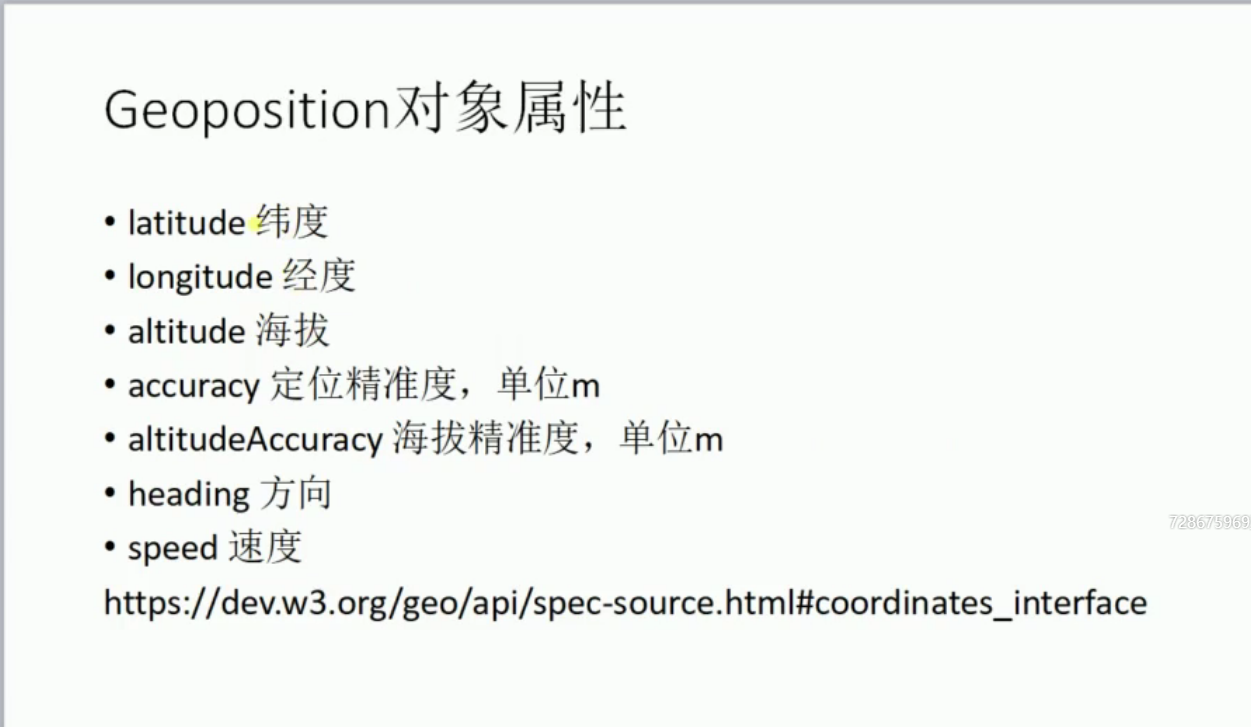 Geoposition对象属性
• latitude 纬度
• longitude 经度
• altitude 海拔
• accuracy 定位精准度，单位m
• altitudeAccuracy 海拔精准度，单位m
• heading 方向
728675969
• speed 速度
https://dev.w3.org/geo/api/spec-source.html#coordinates_interface